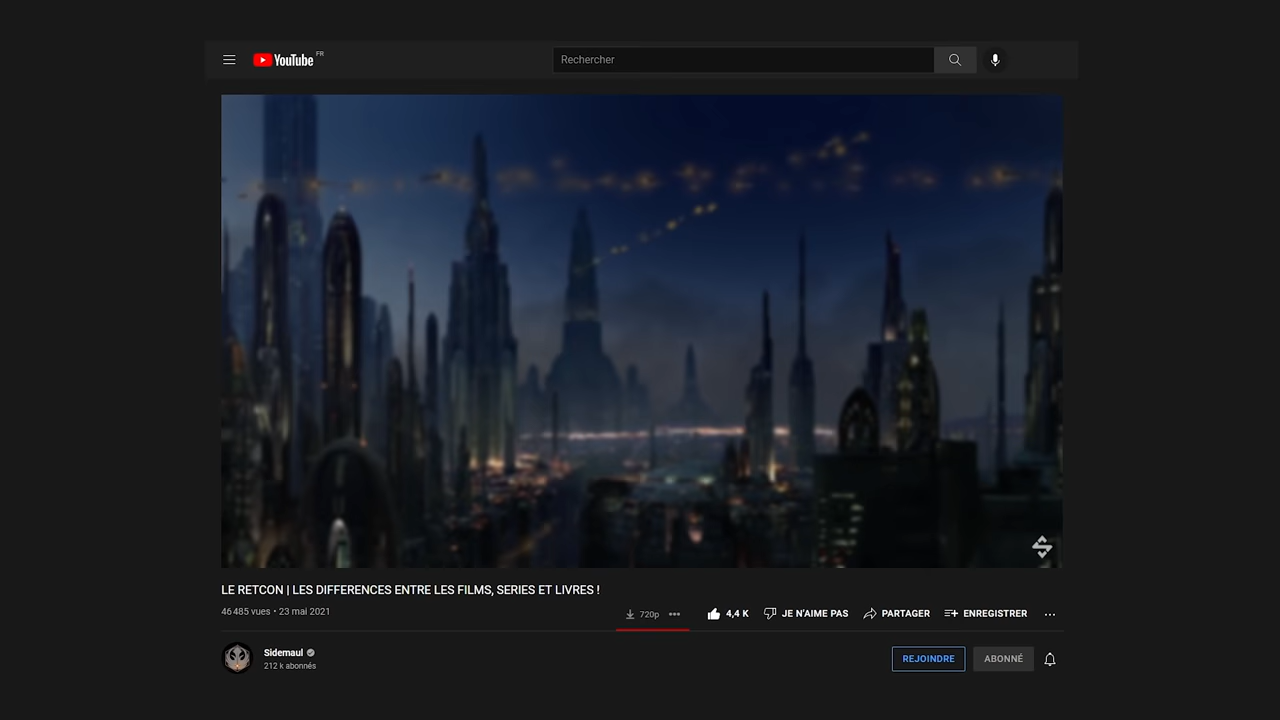 YouTube FR
Rechercher
LE RETCON | LES DIFFERENCES ENTRE LES FILMS, SERIES ET LIVRES !
46 485 vues • 23 mai 2021
720p
4,4 K
JE N'AIME PAS
PARTAGER
ENREGISTRER
Sidemaul
212 k abonnés
REJOINDRE
ABONNÉ